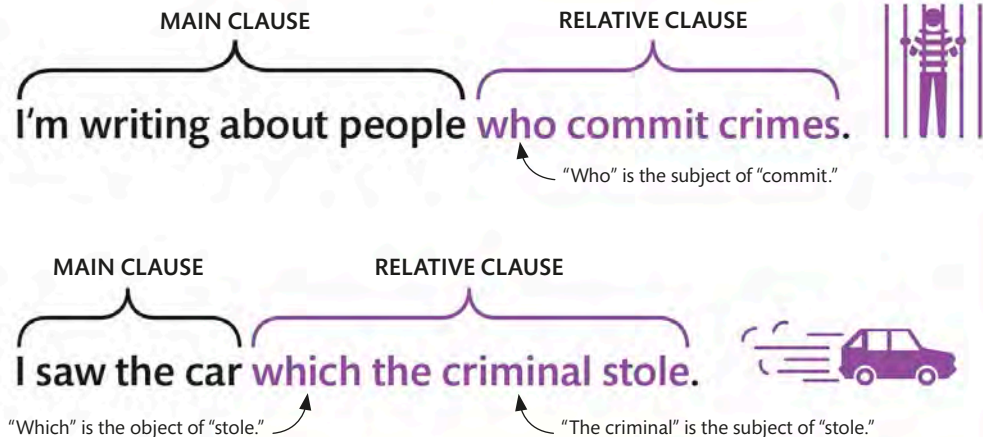 MAIN CLAUSE RELATIVE CLAUSE
I'm writing about people who commit crimes.
“Who” is the subject of “commit.”
MAIN CLAUSE RELATIVE CLAUSE
I saw the car which the criminal stole.
“Which” is the object of “stole.” “The criminal” is the subject of “stole.”